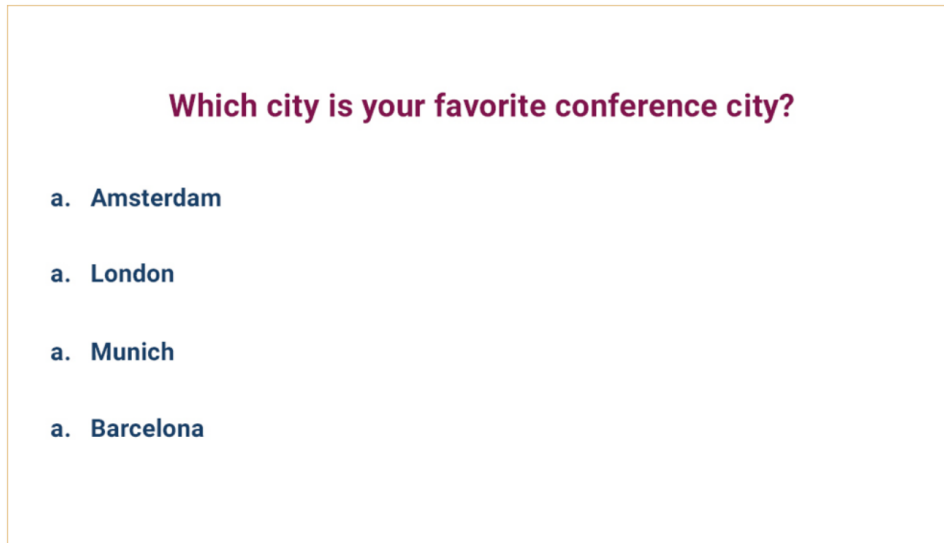 Which city is your favorite conference city?
a. Amsterdam
a. London
a. Munich
a. Barcelona